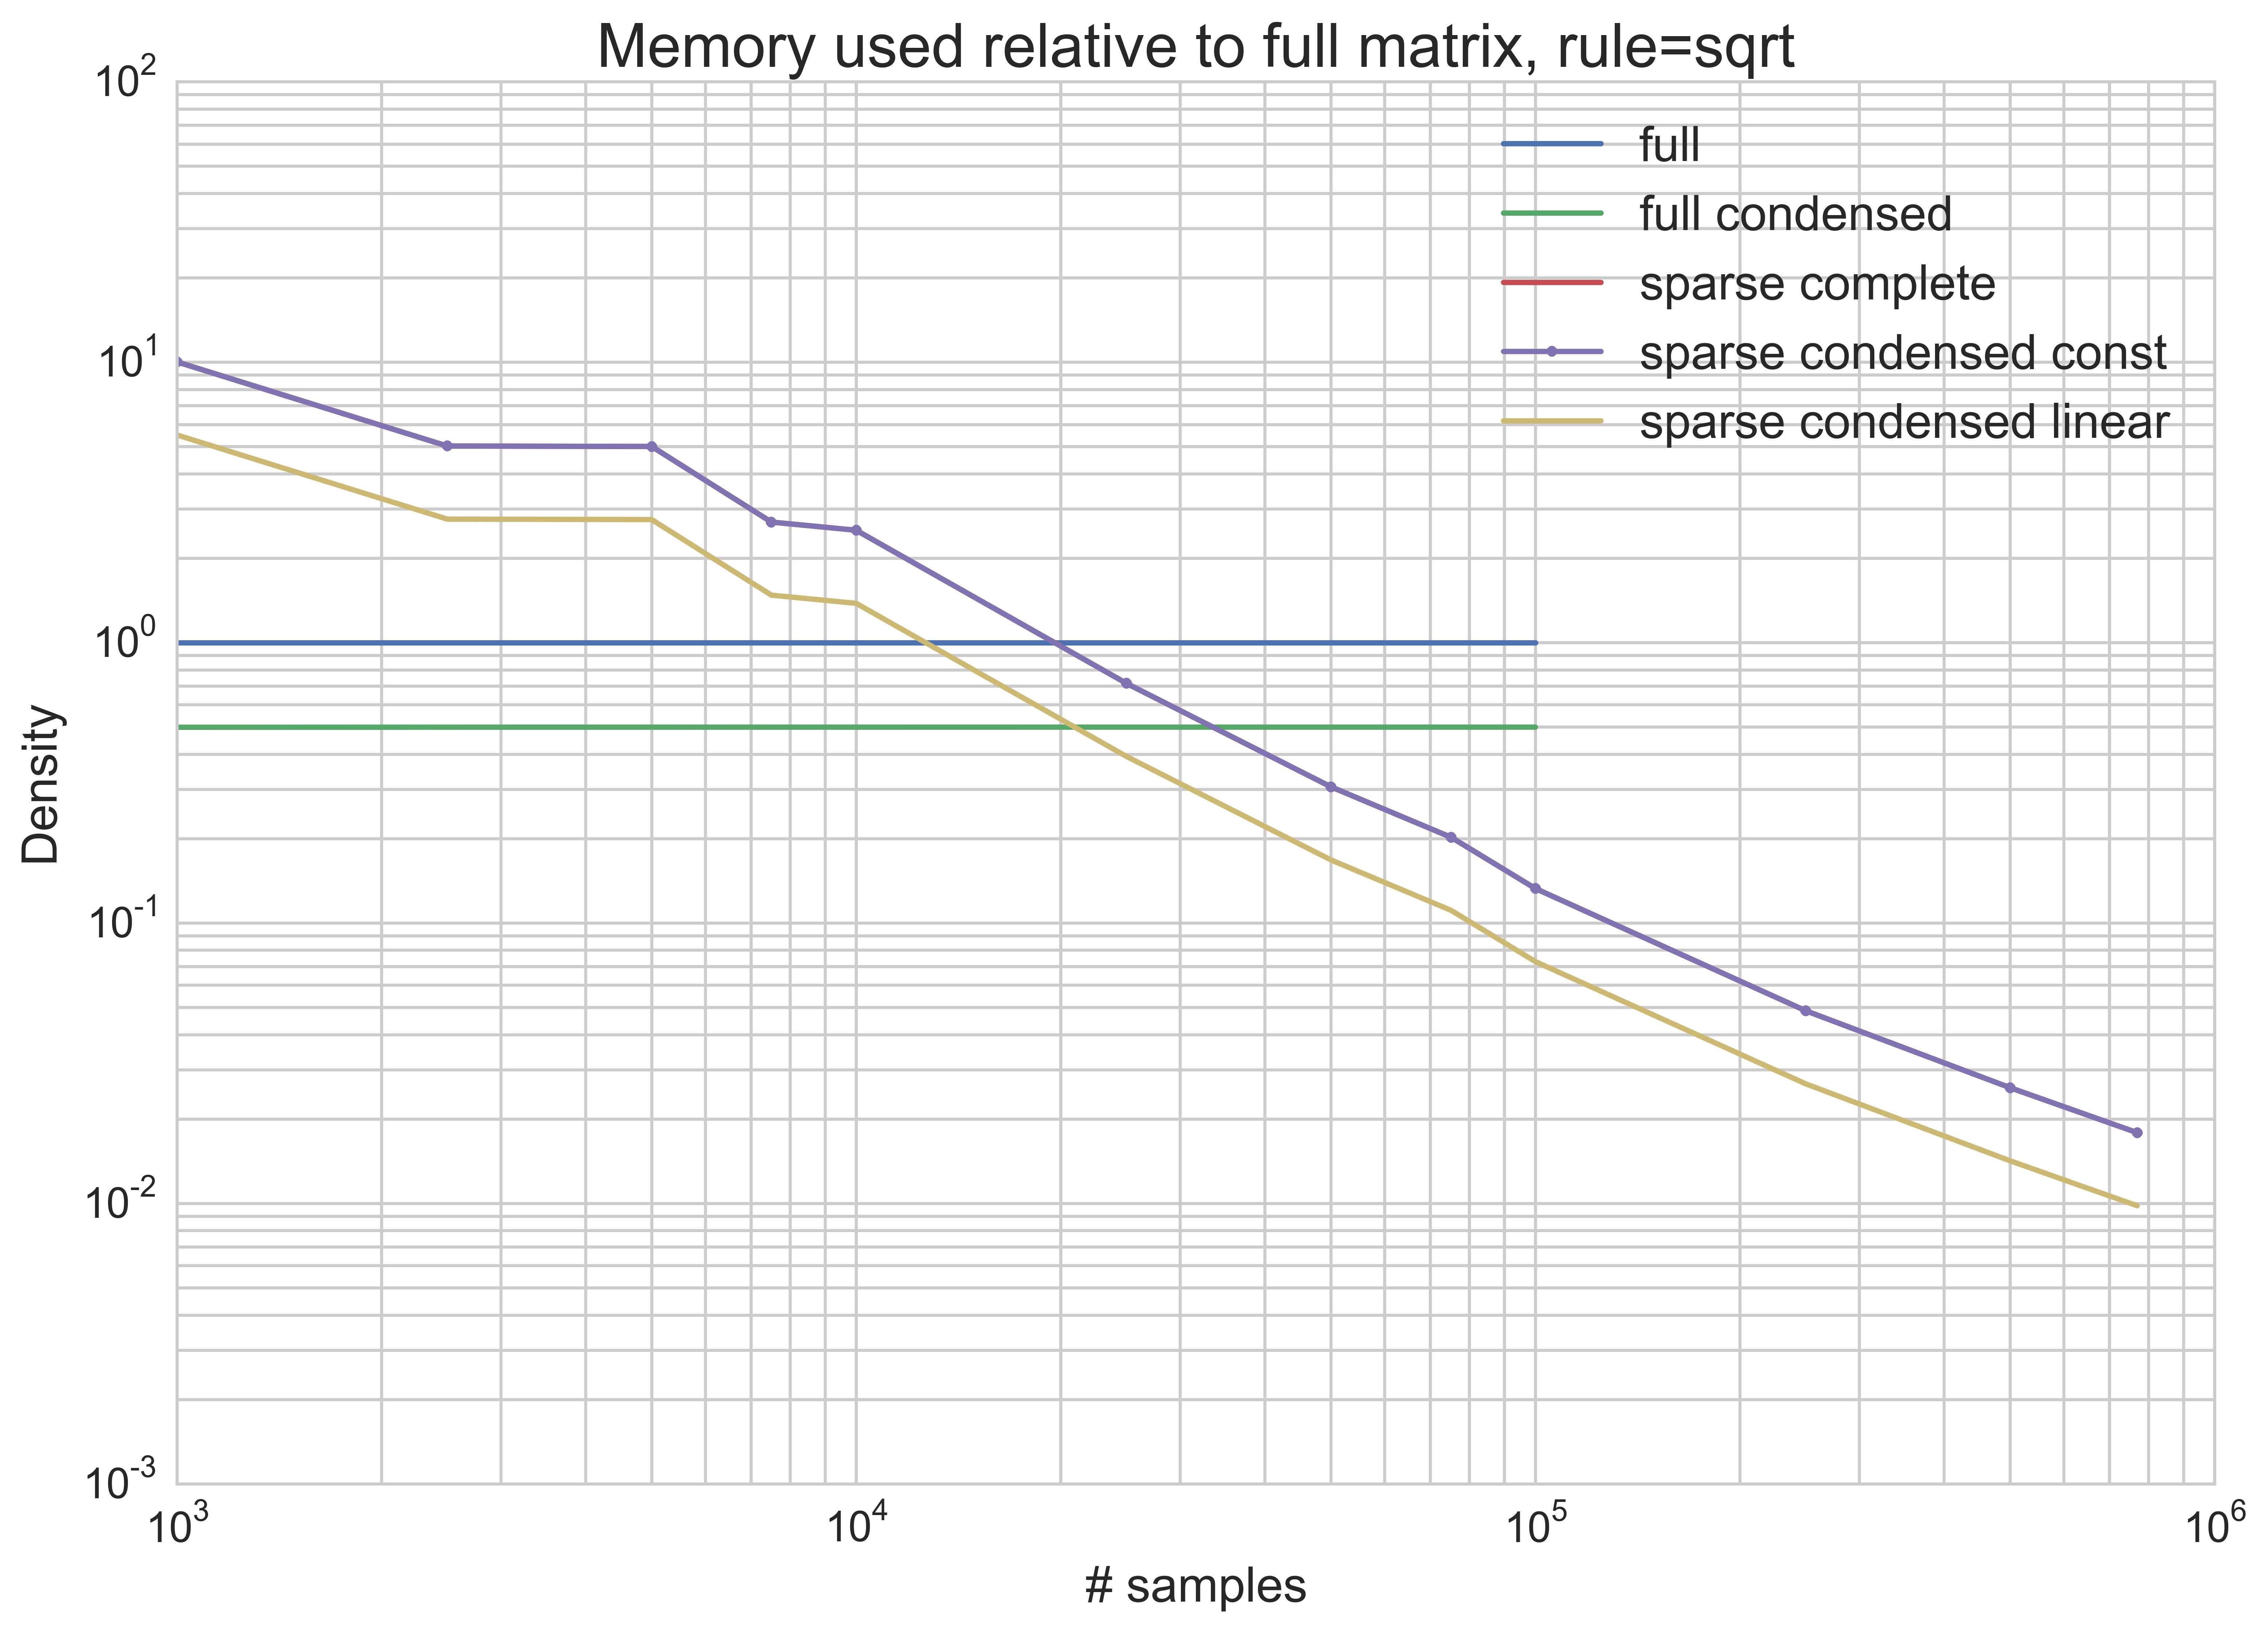 Memory used relative to full matrix, rule=sqrt
10²
full
full condensed
sparse complete
sparse condensed const
sparse condensed linear
10¹
10⁰
Density
10⁻¹
10⁻²
10⁻³
10³ 10⁴ 10⁵ 10⁶
# samples